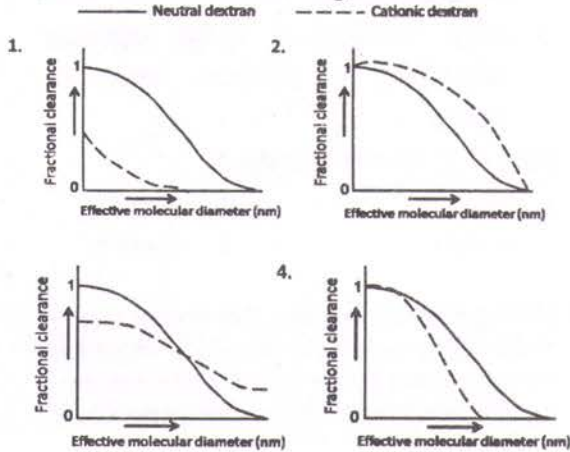 Neutral dextran Cationic dextran
1. 2.
1 1
Fractional clearance Fractional clearance
0 0
Effective molecular diameter (nm) Effective molecular diameter (nm)
4.
1 1
Fractional clearance Fractional clearance
0 0
Effective molecular diameter (nm) Effective molecular diameter (nm)